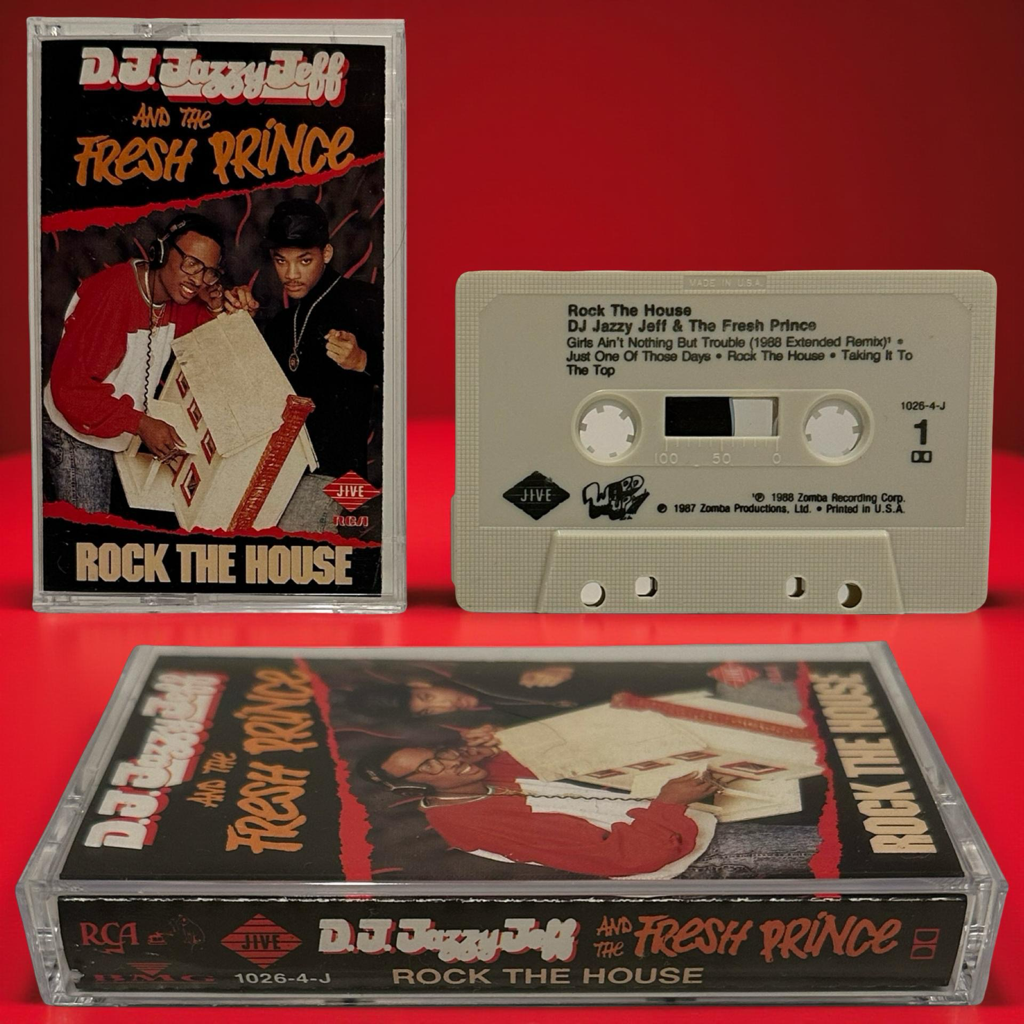 D.J. Jazzy Jeff
AND THE
FRESH PRINCE
JIVE
RCA
ROCK THE HOUSE
MADE IN U.S.A.
Rock The House
DJ Jazzy Jeff & The Fresh Prince
Girls Ain't Nothing But Trouble (1988 Extended Remix)¹ •
Just One Of Those Days • Rock The House • Taking It To
The Top
1026-4-J
1
100 50 0
JIVE
WORD UP
¹℗ 1988 Zomba Recording Corp.
℗ 1987 Zomba Productions, Ltd. • Printed in U.S.A.
D.J. Jazzy Jeff
AND THE
FRESH PRINCE
ROCK THE HOUSE
RCA
BMG
JIVE
1026-4-J
D.J. Jazzy Jeff AND THE FRESH PRINCE
ROCK THE HOUSE